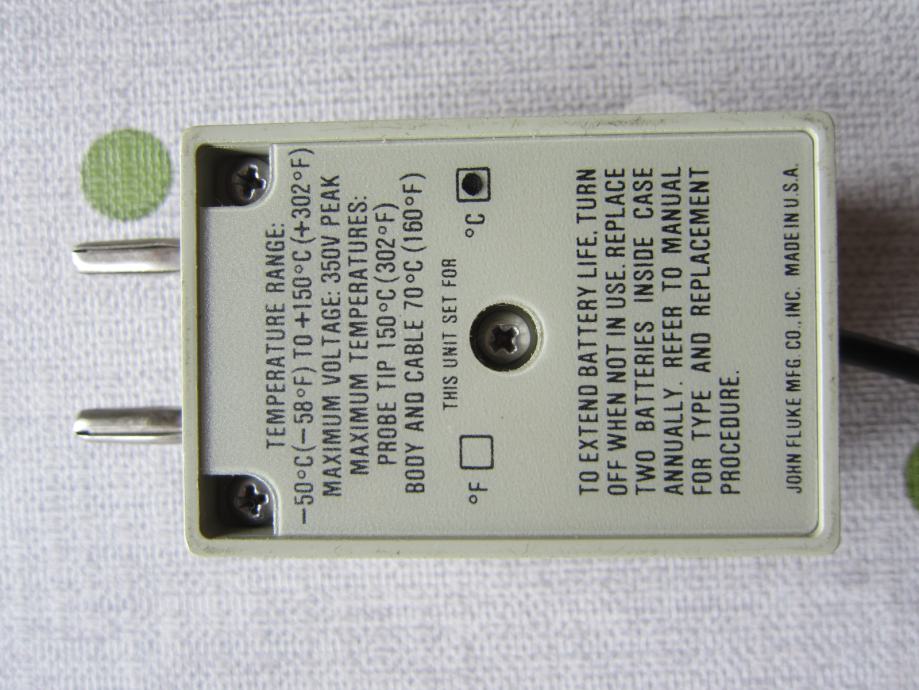 TEMPERATURE RANGE:
−50°C(−58°F) TO +150°C(+302°F)
MAXIMUM VOLTAGE: 350V PEAK
MAXIMUM TEMPERATURES:
PROBE TIP 150°C(302°F)
BODY AND CABLE 70°C(160°F)
THIS UNIT SET FOR
°F °C
TO EXTEND BATTERY LIFE, TURN
OFF WHEN NOT IN USE. REPLACE
TWO BATTERIES INSIDE CASE
ANNUALLY. REFER TO MANUAL
FOR TYPE AND REPLACEMENT
PROCEDURE.
JOHN FLUKE MFG. CO., INC. MADE IN U.S.A.